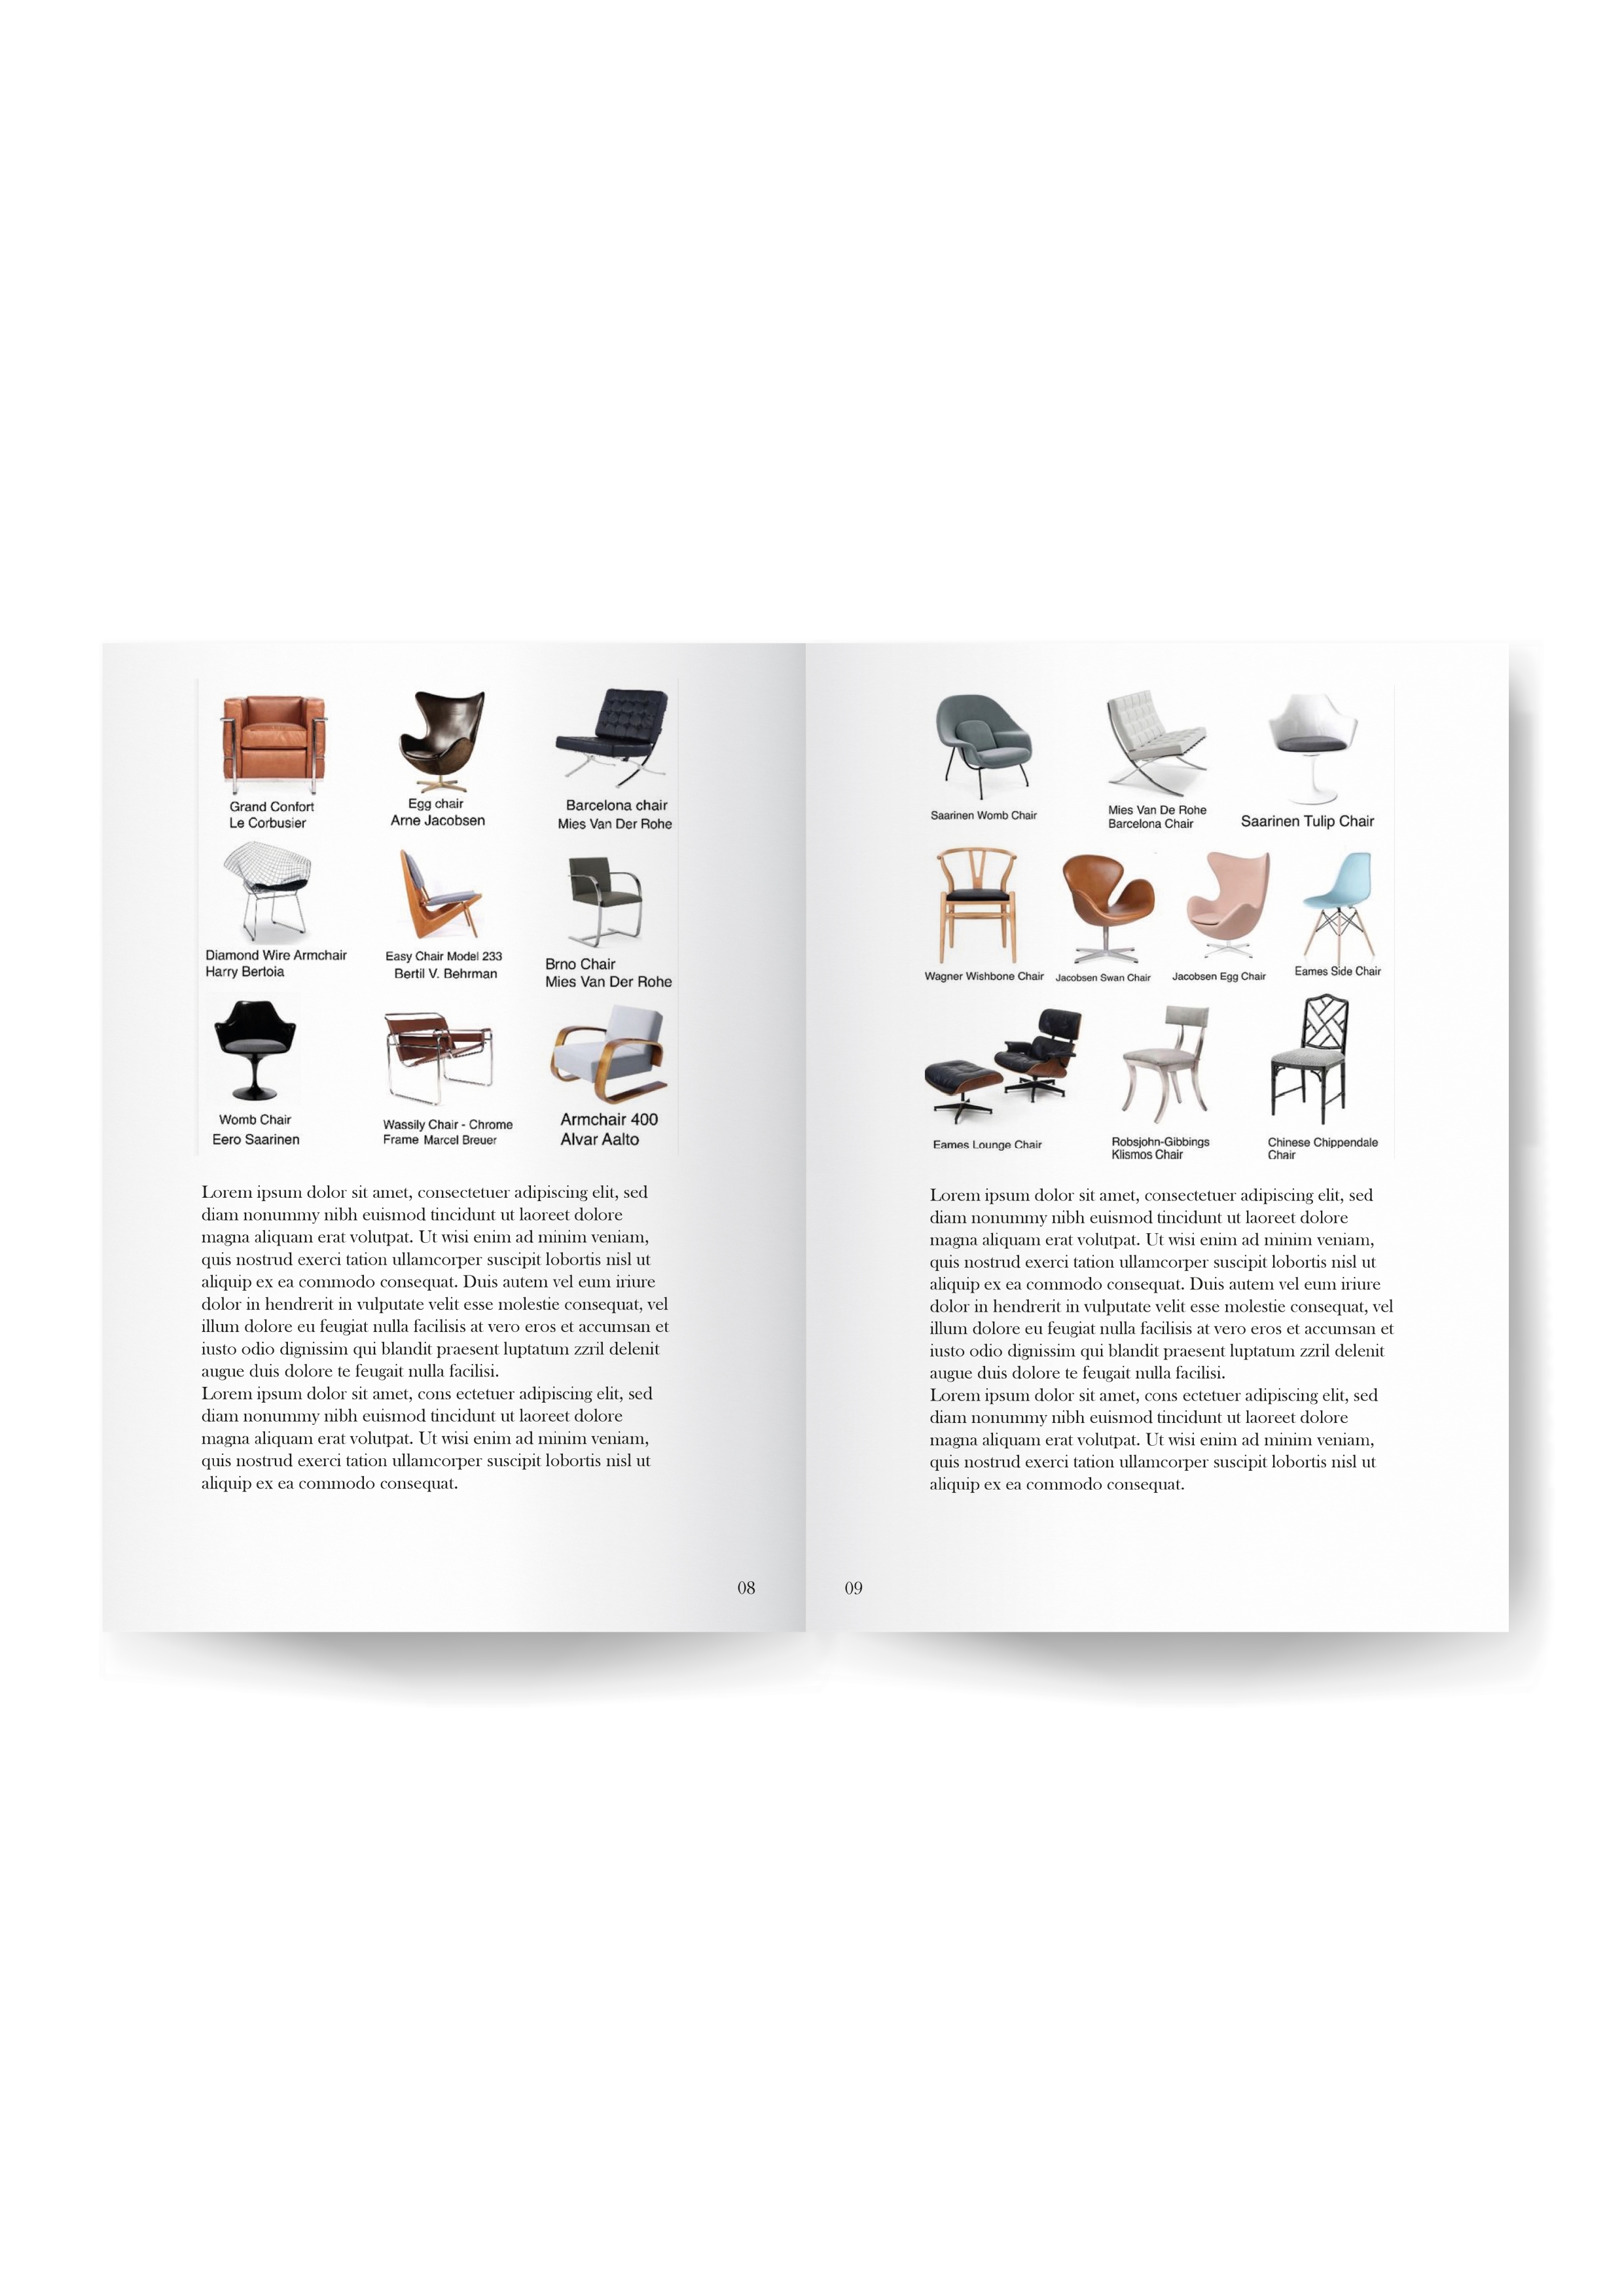 Grand Confort
Le Corbusier
Egg chair
Arne Jacobsen
Barcelona chair
Mies Van Der Rohe
Diamond Wire Armchair
Harry Bertoia
Easy Chair Model 233
Bertil V. Behrman
Brno Chair
Mies Van Der Rohe
Womb Chair
Eero Saarinen
Wassily Chair - Chrome
Frame Marcel Breuer
Armchair 400
Alvar Aalto
Lorem ipsum dolor sit amet, consectetuer adipiscing elit, sed
diam nonummy nibh euismod tincidunt ut laoreet dolore
magna aliquam erat volutpat. Ut wisi enim ad minim veniam,
quis nostrud exerci tation ullamcorper suscipit lobortis nisl ut
aliquip ex ea commodo consequat. Duis autem vel eum iriure
dolor in hendrerit in vulputate velit esse molestie consequat, vel
illum dolore eu feugiat nulla facilisis at vero eros et accumsan et
iusto odio dignissim qui blandit praesent luptatum zzril delenit
augue duis dolore te feugait nulla facilisi.
Lorem ipsum dolor sit amet, cons ectetuer adipiscing elit, sed
diam nonummy nibh euismod tincidunt ut laoreet dolore
magna aliquam erat volutpat. Ut wisi enim ad minim veniam,
quis nostrud exerci tation ullamcorper suscipit lobortis nisl ut
aliquip ex ea commodo consequat.
08
Saarinen Womb Chair
Mies Van De Rohe
Barcelona Chair
Saarinen Tulip Chair
Wagner Wishbone Chair
Jacobsen Swan Chair
Jacobsen Egg Chair
Eames Side Chair
Eames Lounge Chair
Robsjohn-Gibbings
Klismos Chair
Chinese Chippendale
Chair
Lorem ipsum dolor sit amet, consectetuer adipiscing elit, sed
diam nonummy nibh euismod tincidunt ut laoreet dolore
magna aliquam erat volutpat. Ut wisi enim ad minim veniam,
quis nostrud exerci tation ullamcorper suscipit lobortis nisl ut
aliquip ex ea commodo consequat. Duis autem vel eum iriure
dolor in hendrerit in vulputate velit esse molestie consequat, vel
illum dolore eu feugiat nulla facilisis at vero eros et accumsan et
iusto odio dignissim qui blandit praesent luptatum zzril delenit
augue duis dolore te feugait nulla facilisi.
Lorem ipsum dolor sit amet, cons ectetuer adipiscing elit, sed
diam nonummy nibh euismod tincidunt ut laoreet dolore
magna aliquam erat volutpat. Ut wisi enim ad minim veniam,
quis nostrud exerci tation ullamcorper suscipit lobortis nisl ut
aliquip ex ea commodo consequat.
09